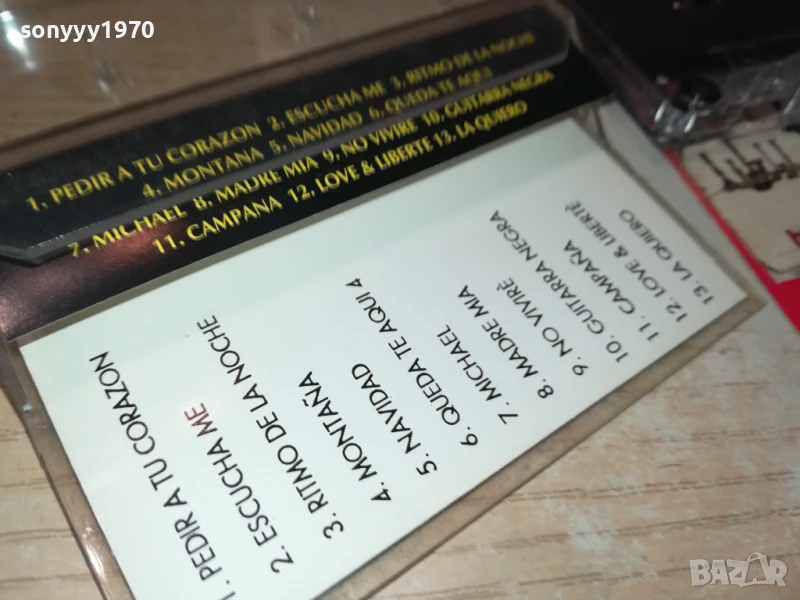 sonyyy1970
1. PEDIR A TU CORAZON 2, ESCUCHA ME 3, RITMO DE LA NOCHE
4. MONTANA 5, NAVIDAD 6, QUEDA TE AQUI
7, MICHAEL 8, MADRE MIA 9, NO VIVIRE 10, GUITARRA NEGRA
11. CAMPANA 12, LOVE & LIBERTE 13, LA QUIERO
1. PEDIR A TU CORAZON
2. ESCUCHA ME
3. RITMO DE LA NOCHE
4. MONTAÑA
5. NAVIDAD
6. QUEDA TE AQUI 4
7. MICHAEL
8. MADRE MIA
9. NO VIVIRÈ
10. GUITARRA NEGRA
11. CAMPAÑA
12. LOVE & LIBERTÉ
13. LA QUIERO
BAZAR